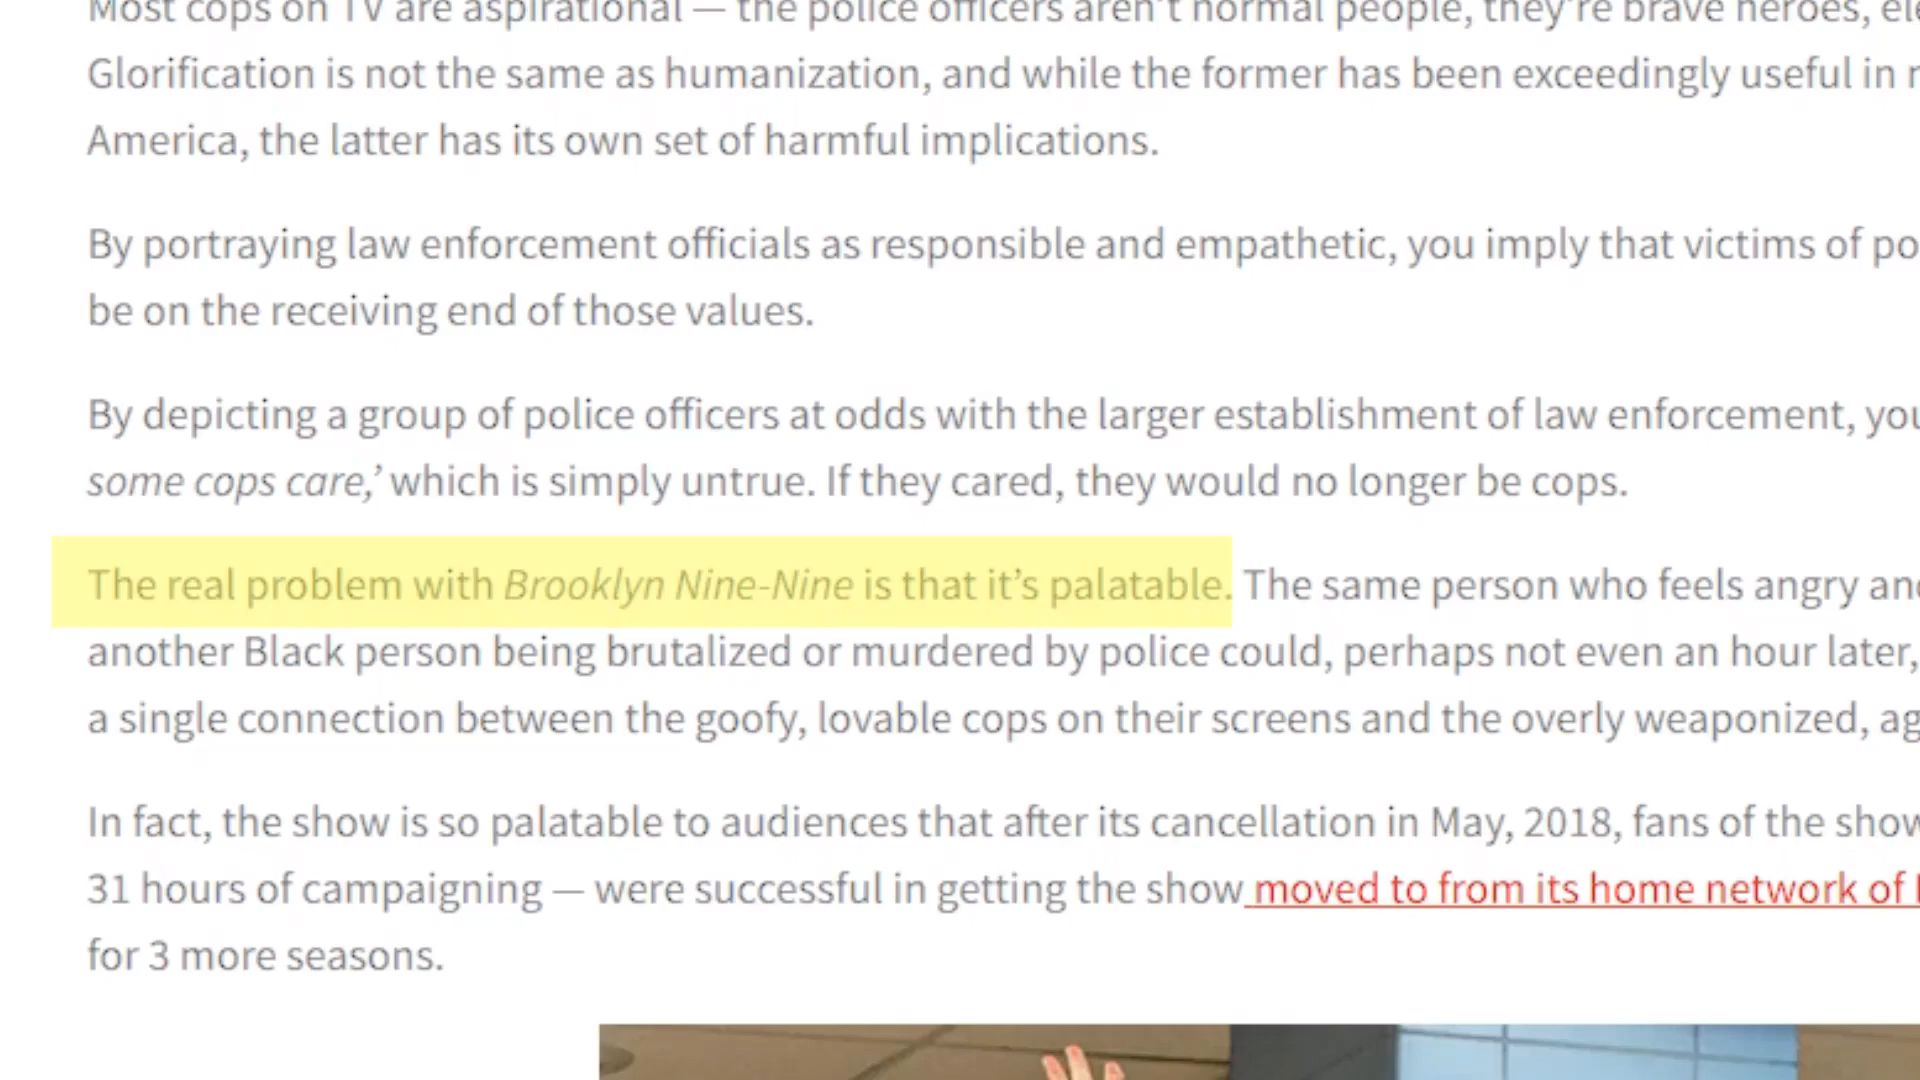 Most cops on TV are aspirational — the police officers aren't normal people, they're brave heroes,
Glorification is not the same as humanization, and while the former has been exceedingly useful in
America, the latter has its own set of harmful implications.
By portraying law enforcement officials as responsible and empathetic, you imply that victims of
be on the receiving end of those values.
By depicting a group of police officers at odds with the larger establishment of law enforcement, you
some cops care,’ which is simply untrue. If they cared, they would no longer be cops.
The real problem with Brooklyn Nine-Nine is that it’s palatable. The same person who feels angry
another Black person being brutalized or murdered by police could, perhaps not even an hour later,
a single connection between the goofy, lovable cops on their screens and the overly weaponized,
In fact, the show is so palatable to audiences that after its cancellation in May, 2018, fans of the show
31 hours of campaigning — were successful in getting the show moved to from its home network of
for 3 more seasons.